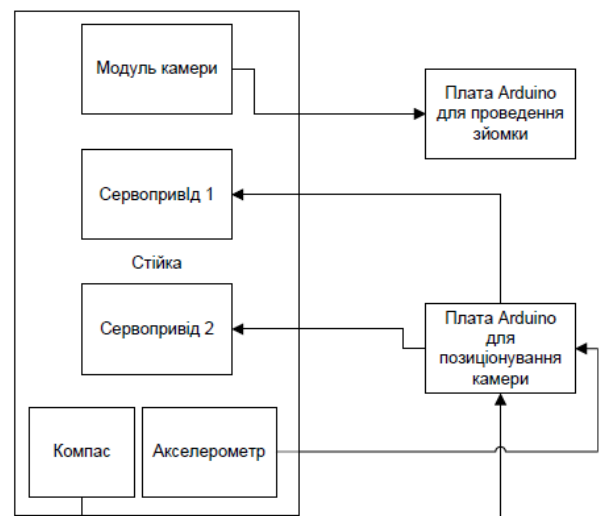 Модуль камери
Плата Arduino
для проведення
зйомки
Сервопривід 1
Стійка
Сервопривід 2
Плата Arduino
для
позиціонування
камери
Компас
Акселерометр